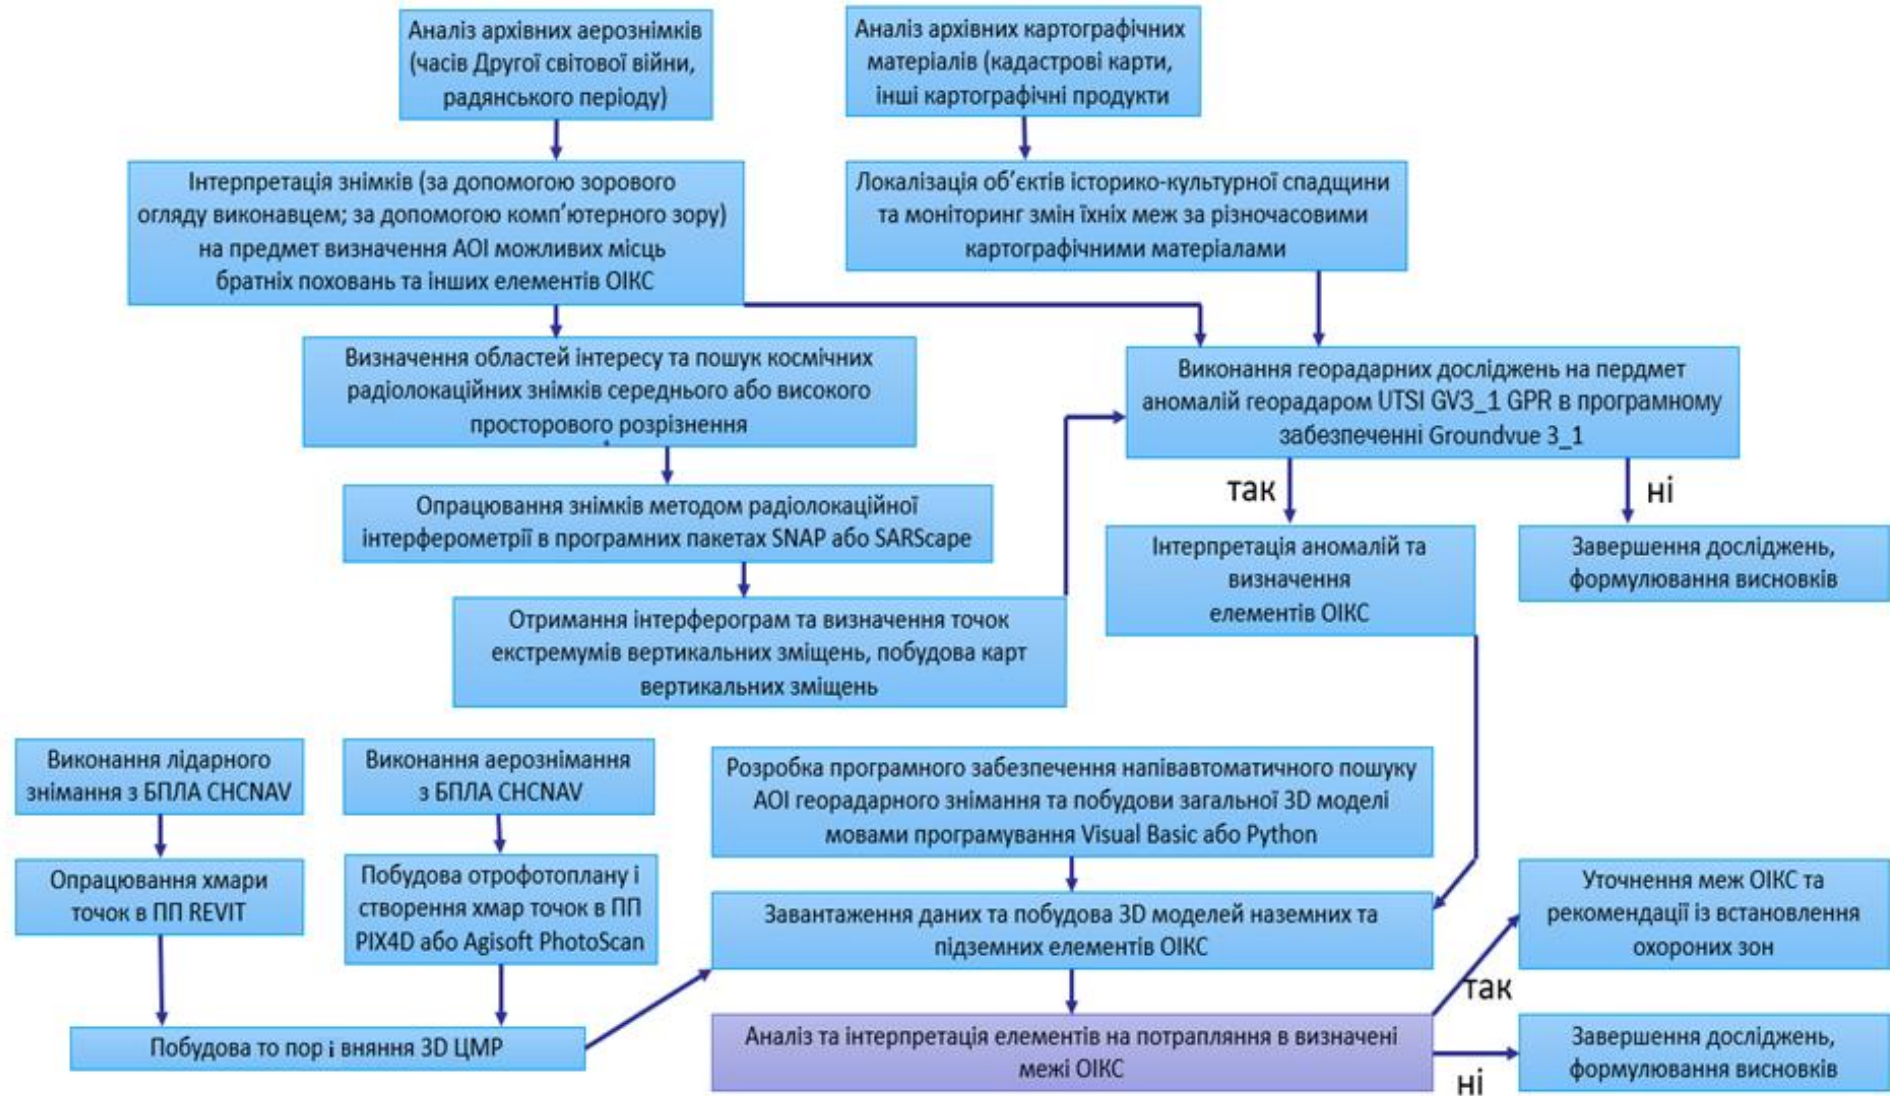 Аналіз архівних аерознімків
(часів Другої світової війни,
радянського періоду)
Аналіз архівних картографічних
матеріалів (кадастрові карти,
інші картографічні продукти
Інтерпретація знімків (за допомогою зорового
огляду виконавцем; за допомогою комп’ютерного зору)
на предмет визначення АОІ можливих місць
братніх поховань та інших елементів ОІКС
Локалізація об’єктів історико-культурної спадщини
та моніторинг змін їхніх меж за різночасовими
картографічними матеріалами
Визначення областей інтересу та пошук космічних
радіолокаційних знімків середнього або високого
просторового розрізнення
Виконання георадарних досліджень на пердмет
аномалій георадаром UTSI GV3_1 GPR в програмному
забезпеченні Groundvue 3_1
так
ні
Опрацювання знімків методом радіолокаційної
інтерферометрії в програмних пакетах SNAP або SARScape
Інтерпретація аномалій та
визначення
елементів ОІКС
Завершення досліджень,
формулювання висновків
Отримання інтерферограм та визначення точок
екстремумів вертикальних зміщень, побудова карт
вертикальних зміщень
Виконання лідарного
знімання з БПЛА CHCNAV
Виконання аерознімання
з БПЛА CHCNAV
Розробка програмного забезпечення напівавтоматичного пошуку
АОІ георадарного знімання та побудови загальної 3D моделі
мовами програмування Visual Basic або Python
Опрацювання хмари
точок в ПП REVIT
Побудова отрофотоплану і
створення хмар точок в ПП
PIX4D або Agisoft PhotoScan
Завантаження даних та побудова 3D моделей наземних та
підземних елементів ОІКС
Уточнення меж ОІКС та
рекомендації із встановлення
охороних зон
так
Побудова то пор і вняння 3D ЦМР
Аналіз та інтерпретація елементів на потрапляння в визначені
межі ОІКС
ні
Завершення досліджень,
формулювання висновків